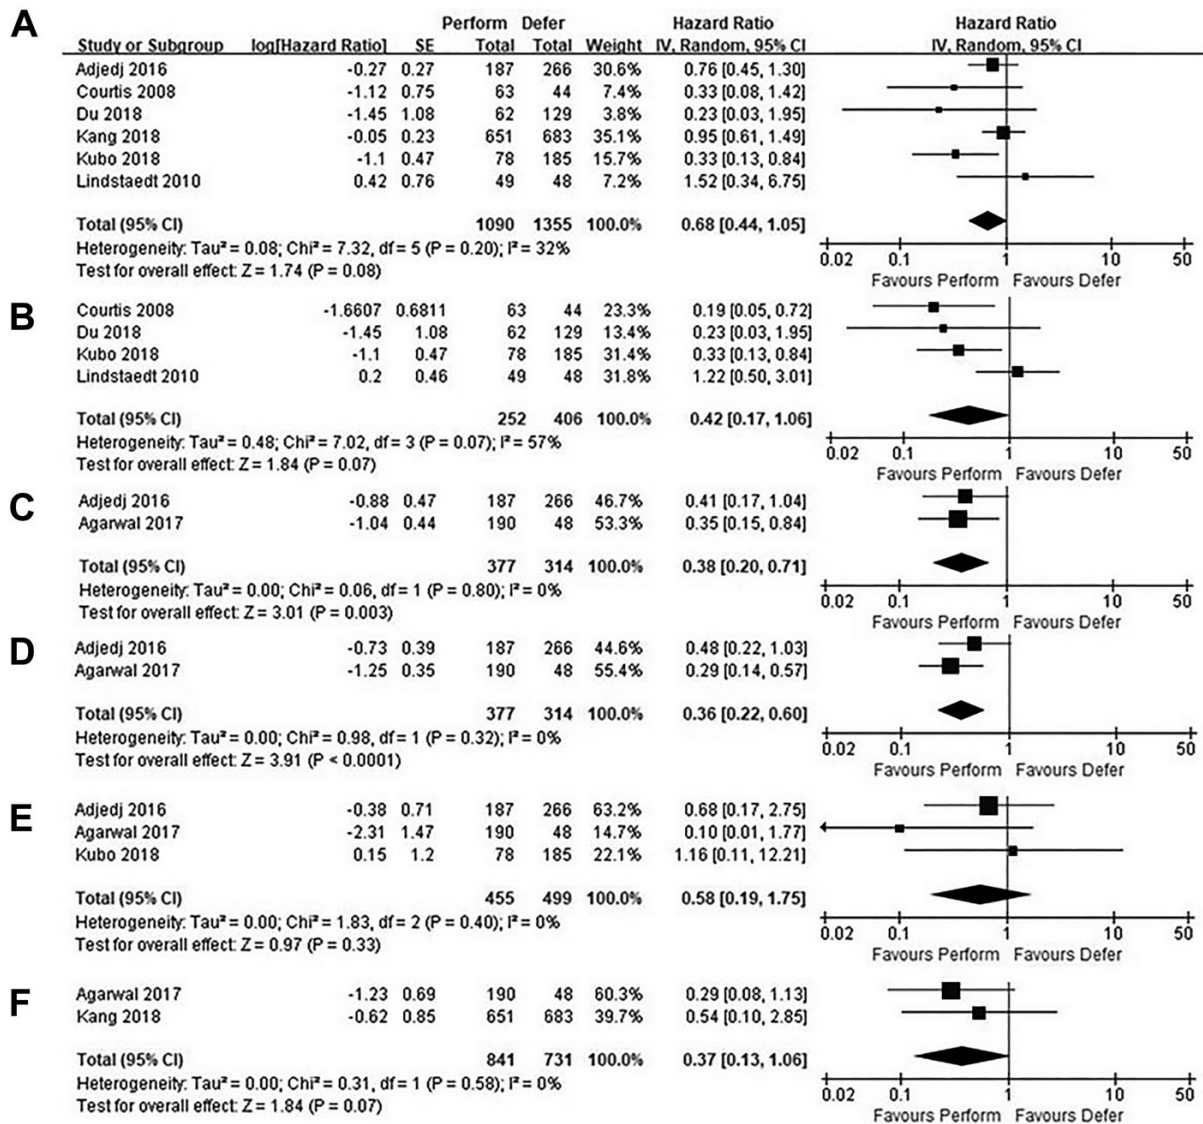 A
Perform Defer Hazard Ratio Hazard Ratio
Study or Subgroup log[Hazard Ratio] SE Total Total Weight IV, Random, 95% CI IV, Random, 95% CI
Adjedj 2016 -0.27 0.27 187 266 30.6% 0.76 [0.45, 1.30]
Courtis 2008 -1.12 0.75 63 44 7.4% 0.33 [0.08, 1.42]
Du 2018 -1.45 1.08 62 129 3.8% 0.23 [0.03, 1.95]
Kang 2018 -0.05 0.23 651 683 35.1% 0.95 [0.61, 1.49]
Kubo 2018 -1.1 0.47 78 185 15.7% 0.33 [0.13, 0.84]
Lindstaedt 2010 0.42 0.76 49 48 7.2% 1.52 [0.34, 6.75]
Total (95% CI) 1090 1355 100.0% 0.68 [0.44, 1.05]
Heterogeneity: Tau² = 0.08; Chi² = 7.32, df = 5 (P = 0.20); I² = 32%
Test for overall effect: Z = 1.74 (P = 0.08)
0.02 0.1 1 10 50
Favours Perform Favours Defer
B
Courtis 2008 -1.6607 0.6811 63 44 23.3% 0.19 [0.05, 0.72]
Du 2018 -1.45 1.08 62 129 13.4% 0.23 [0.03, 1.95]
Kubo 2018 -1.1 0.47 78 185 31.4% 0.33 [0.13, 0.84]
Lindstaedt 2010 0.2 0.46 49 48 31.8% 1.22 [0.50, 3.01]
Total (95% CI) 252 406 100.0% 0.42 [0.17, 1.06]
Heterogeneity: Tau² = 0.48; Chi² = 7.02, df = 3 (P = 0.07); I² = 57%
Test for overall effect: Z = 1.84 (P = 0.07)
0.02 0.1 1 10 50
Favours Perform Favours Defer
C
Adjedj 2016 -0.88 0.47 187 266 46.7% 0.41 [0.17, 1.04]
Agarwal 2017 -1.04 0.44 190 48 53.3% 0.35 [0.15, 0.84]
Total (95% CI) 377 314 100.0% 0.38 [0.20, 0.71]
Heterogeneity: Tau² = 0.00; Chi² = 0.06, df = 1 (P = 0.80); I² = 0%
Test for overall effect: Z = 3.01 (P = 0.003)
0.02 0.1 1 10 50
Favours Perform Favours Defer
D
Adjedj 2016 -0.73 0.39 187 266 44.6% 0.48 [0.22, 1.03]
Agarwal 2017 -1.25 0.35 190 48 55.4% 0.29 [0.14, 0.57]
Total (95% CI) 377 314 100.0% 0.36 [0.22, 0.60]
Heterogeneity: Tau² = 0.00; Chi² = 0.98, df = 1 (P = 0.32); I² = 0%
Test for overall effect: Z = 3.91 (P < 0.0001)
0.02 0.1 1 10 50
Favours Perform Favours Defer
E
Adjedj 2016 -0.38 0.71 187 266 63.2% 0.68 [0.17, 2.75]
Agarwal 2017 -2.31 1.47 190 48 14.7% 0.10 [0.01, 1.77]
Kubo 2018 0.15 1.2 78 185 22.1% 1.16 [0.11, 12.21]
Total (95% CI) 455 499 100.0% 0.58 [0.19, 1.75]
Heterogeneity: Tau² = 0.00; Chi² = 1.83, df = 2 (P = 0.40); I² = 0%
Test for overall effect: Z = 0.97 (P = 0.33)
0.02 0.1 1 10 50
Favours Perform Favours Defer
F
Agarwal 2017 -1.23 0.69 190 48 60.3% 0.29 [0.08, 1.13]
Kang 2018 -0.62 0.85 651 683 39.7% 0.54 [0.10, 2.85]
Total (95% CI) 841 731 100.0% 0.37 [0.13, 1.06]
Heterogeneity: Tau² = 0.00; Chi² = 0.31, df = 1 (P = 0.58); I² = 0%
Test for overall effect: Z = 1.84 (P = 0.07)
0.02 0.1 1 10 50
Favours Perform Favours Defer